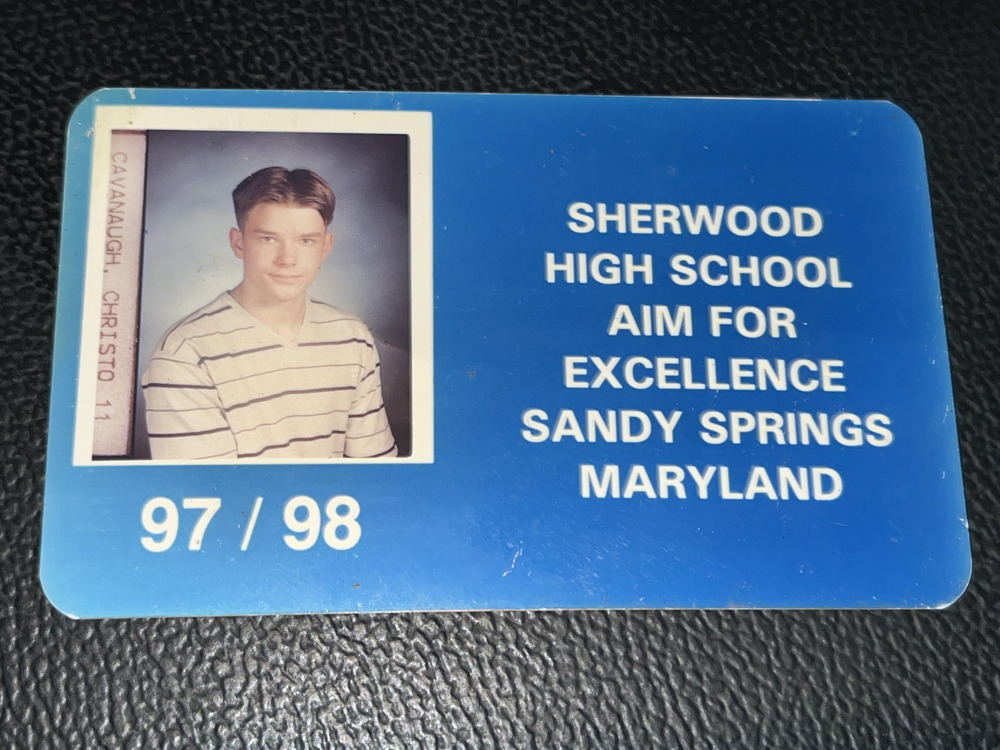 CAVANAUGH, CHRISTO 11
97 / 98
SHERWOOD
HIGH SCHOOL
AIM FOR
EXCELLENCE
SANDY SPRINGS
MARYLAND